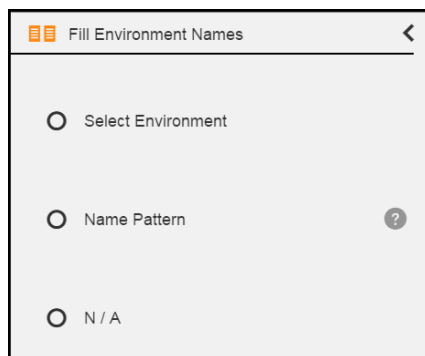 Fill Environment Names
Select Environment
Name Pattern
?
N / A